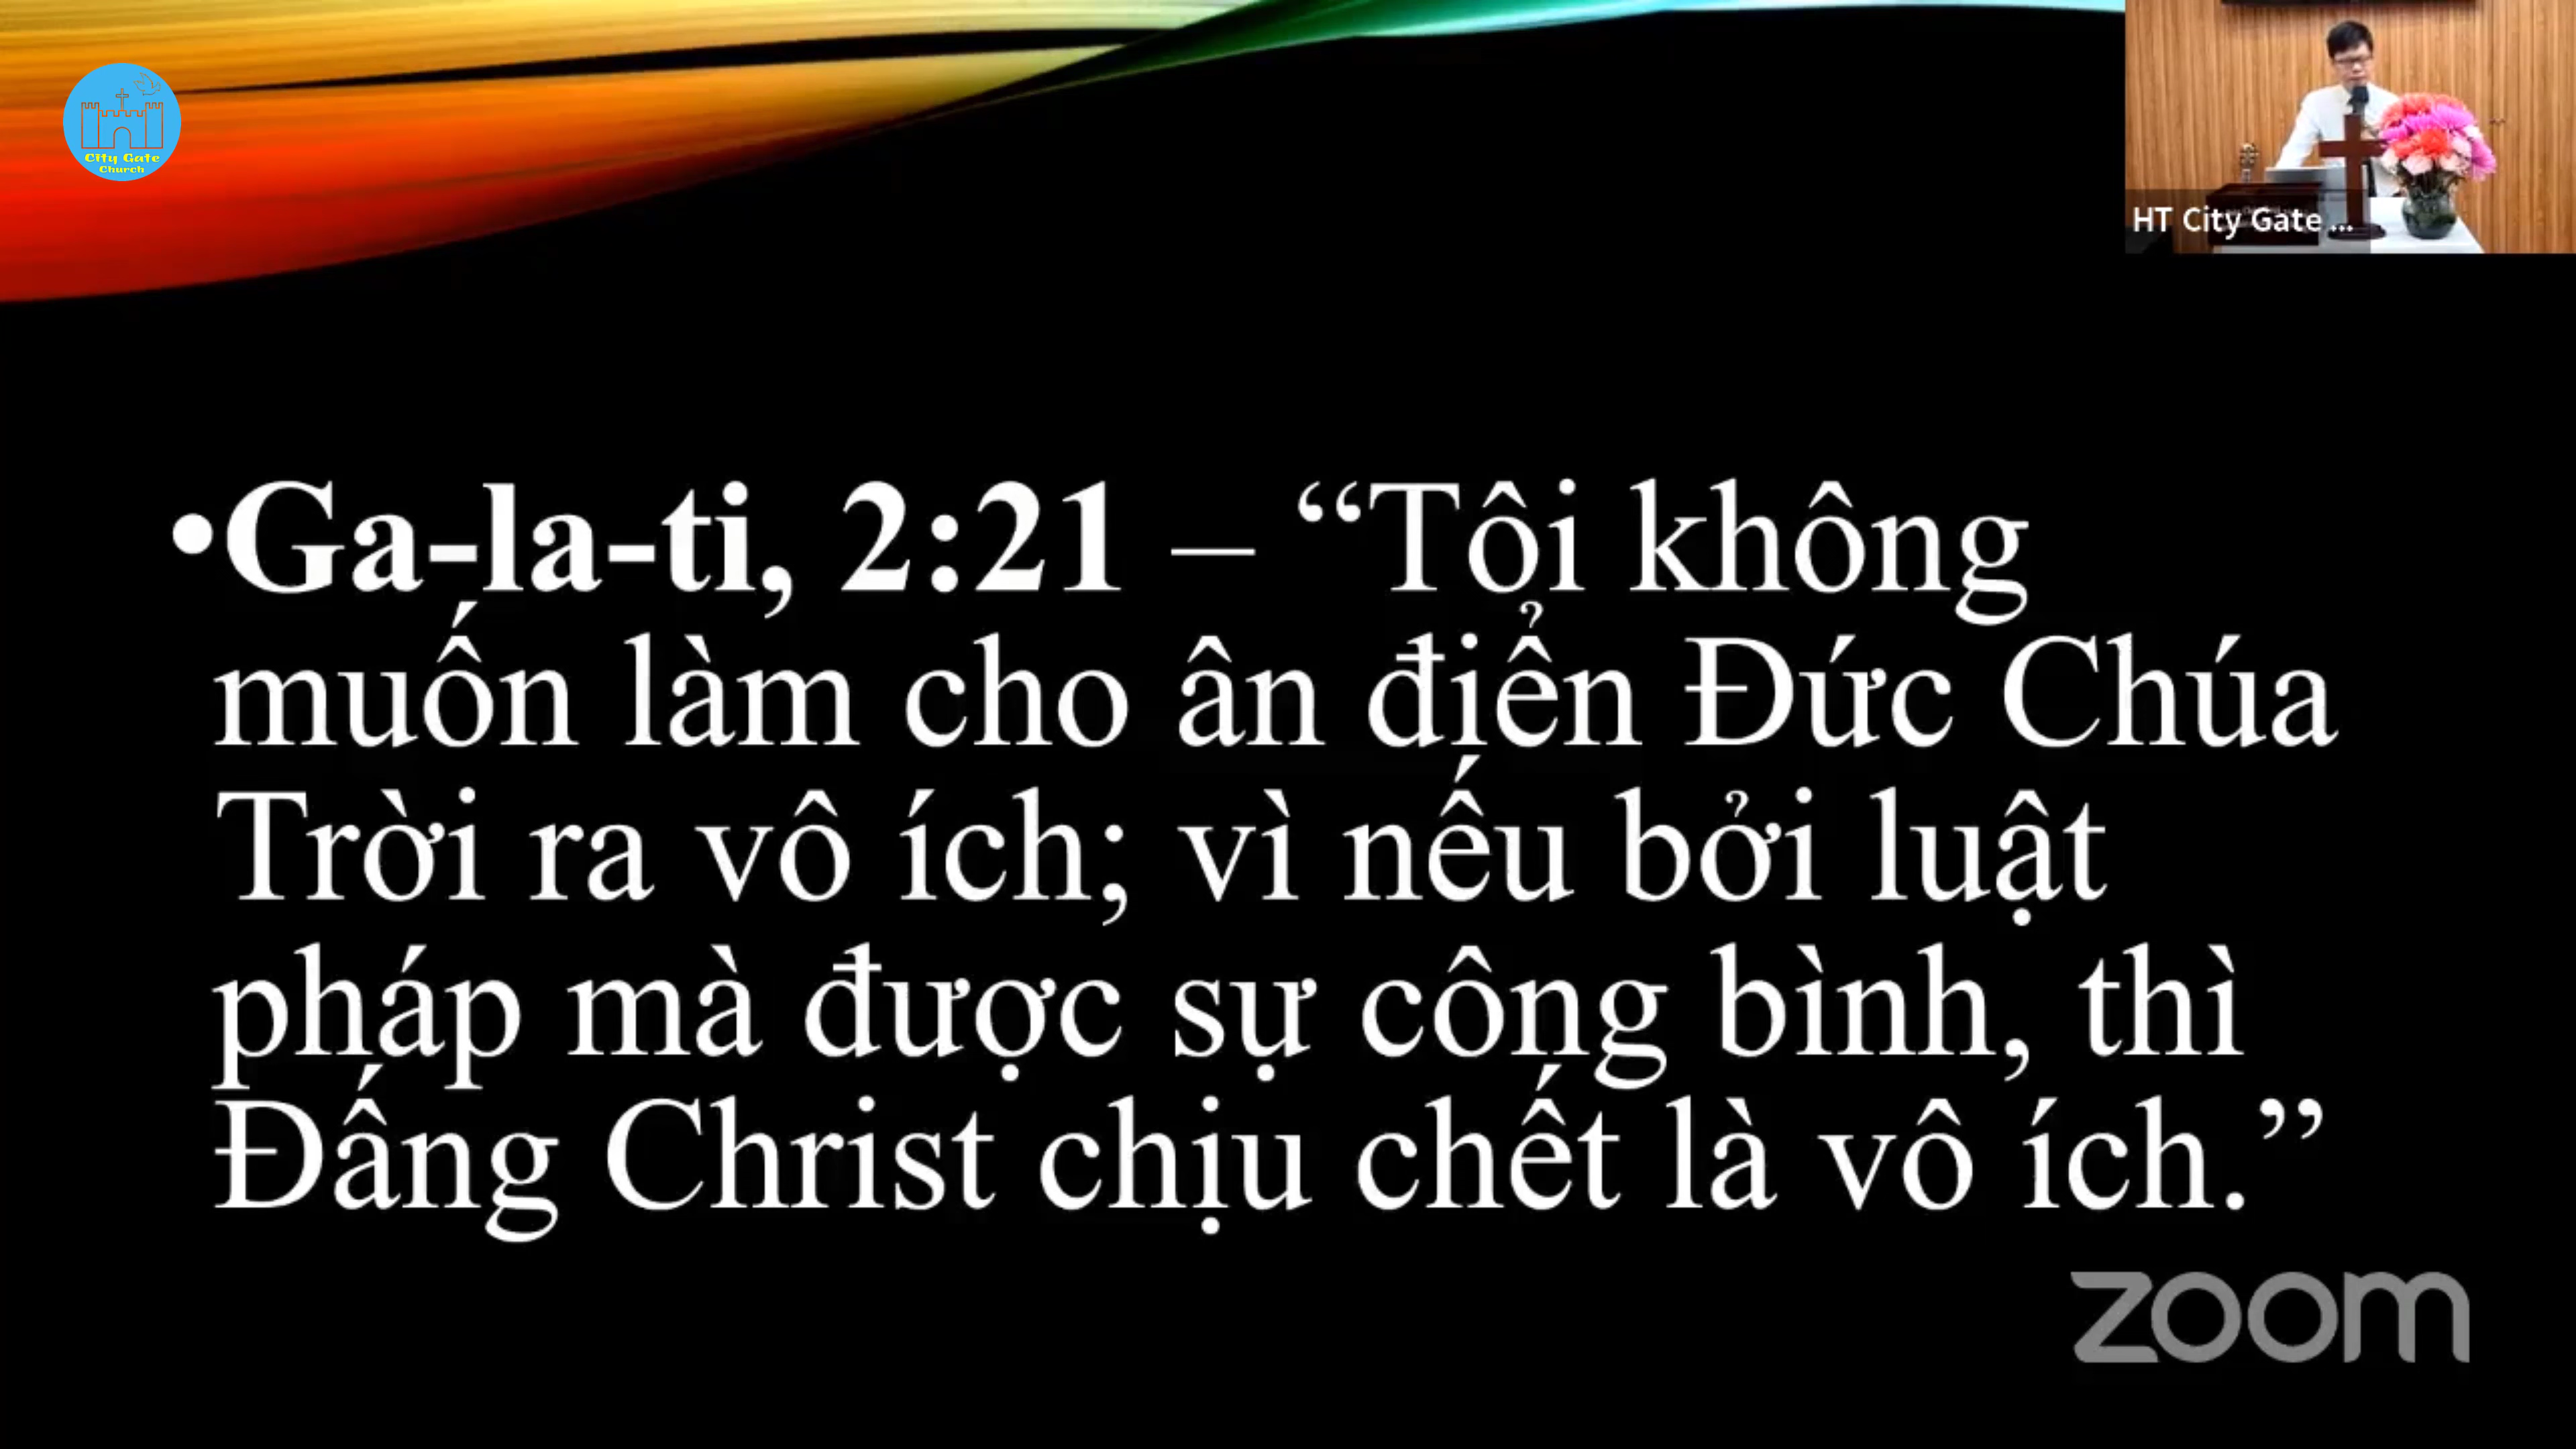 City Gate
Church
HT City Gate ...
•Ga-la-ti, 2:21 – “Tôi không
muốn làm cho ân điển Đức Chúa
Trời ra vô ích; vì nếu bởi luật
pháp mà được sự công bình, thì
Đấng Christ chịu chết là vô ích.”
zoom